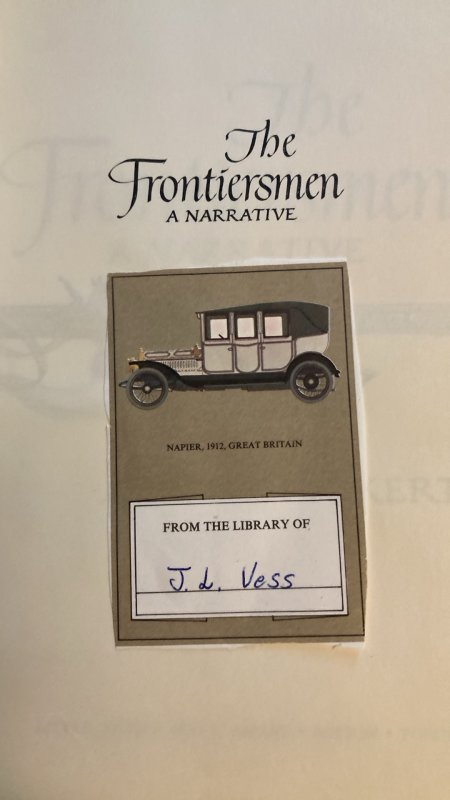 The
Frontiersmen
A NARRATIVE
NAPIER, 1912, GREAT BRITAIN
FROM THE LIBRARY OF
J. L. Vess